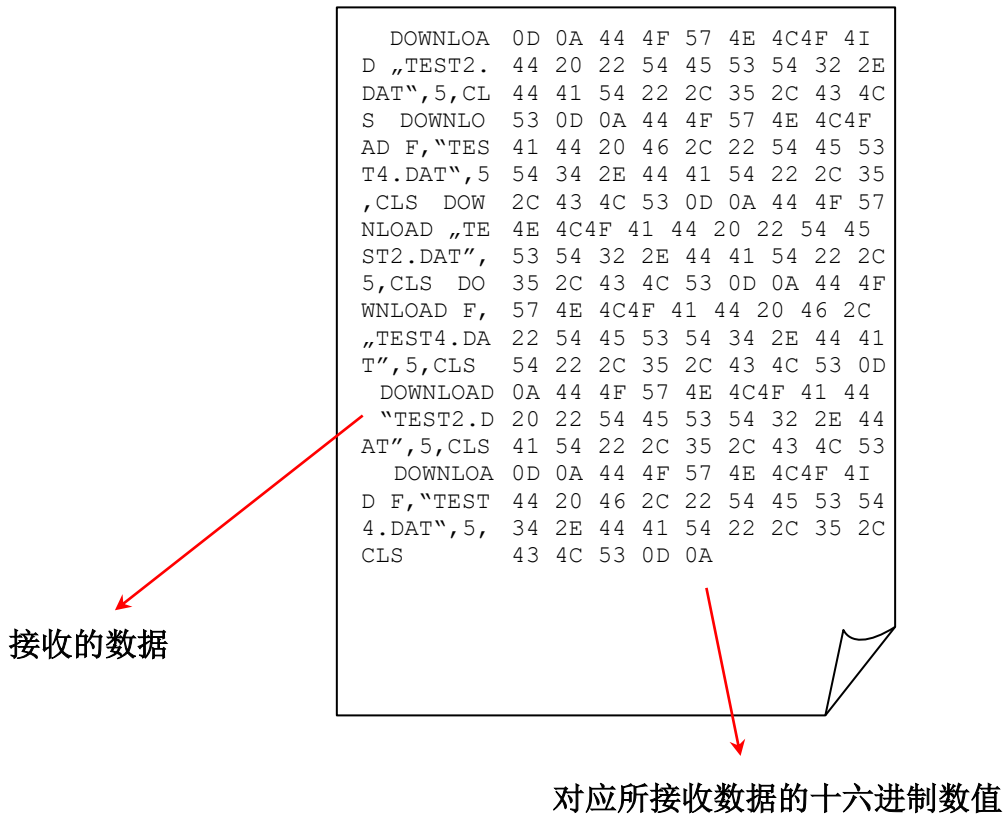 DOWNLOA 0D 0A 44 4F 57 4E 4C4F 4I
D „TEST2. 44 20 22 54 45 53 54 32 2E
DAT‟,5,CL 44 41 54 22 2C 35 2C 43 4C
S DOWNLO 53 0D 0A 44 4F 57 4E 4C4F
AD F,‟TES 41 44 20 46 2C 22 54 45 53
T4.DAT‟,5 54 34 2E 44 41 54 22 2C 35
,CLS DOW 2C 43 4C 53 0D 0A 44 4F 57
NLOAD „TE 4E 4C4F 41 44 20 22 54 45
ST2.DAT″, 53 54 32 2E 44 41 54 22 2C
5,CLS DO 35 2C 43 4C 53 0D 0A 44 4F
WNLOAD F, 57 4E 4C4F 41 44 20 46 2C
„TEST4.DA 22 54 45 53 54 34 2E 44 41
T″,5,CLS 54 22 2C 35 2C 43 4C 53 0D
DOWNLOAD 0A 44 4F 57 4E 4C4F 41 44
‟TEST2.D 20 22 54 45 53 54 32 2E 44
AT″,5,CLS 41 54 22 2C 35 2C 43 4C 53
DOWNLOA 0D 0A 44 4F 57 4E 4C4F 4I
D F,‟TEST 44 20 46 2C 22 54 45 53 54
4.DAT‟,5, 34 2E 44 41 54 22 2C 35 2C
CLS 43 4C 53 0D 0A
接收的数据
对应所接收数据的十六进制数值